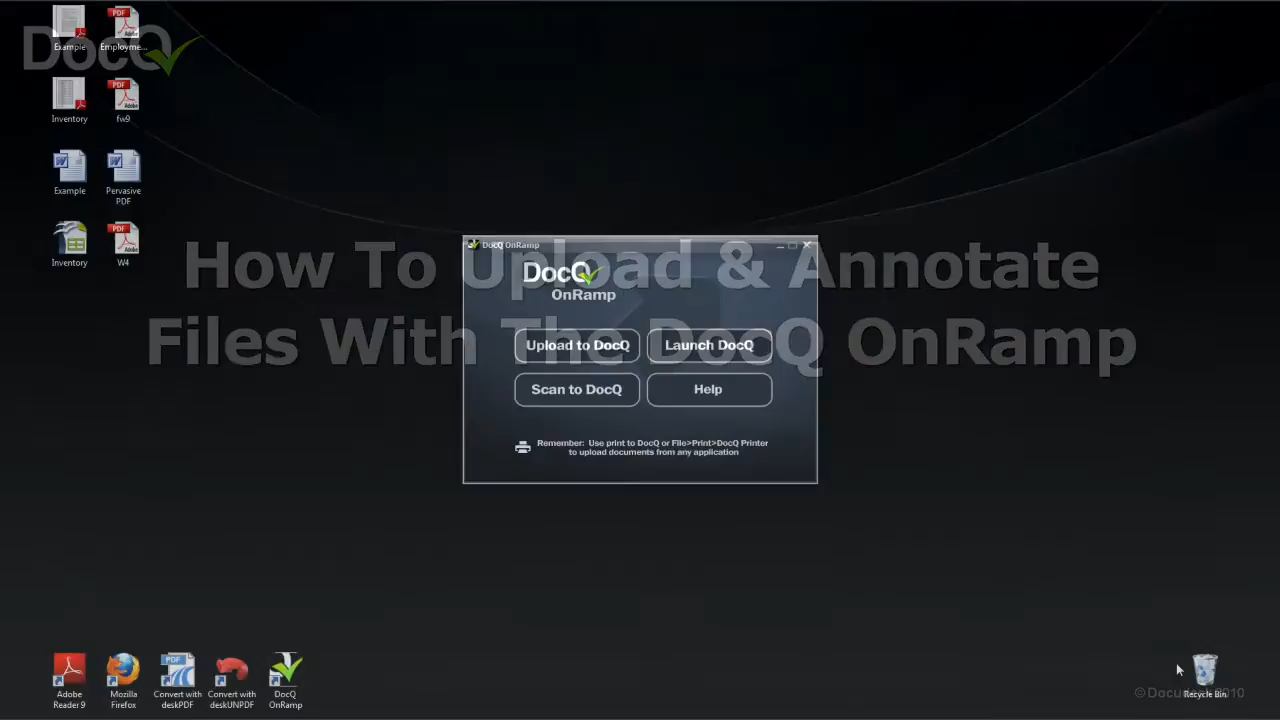 DocQ
Example
Employme...
Inventory
fw9
Example
Pervasive
PDF
Inventory
W4
How To Upload & Annotate
Files With The DocQ OnRamp
DocQ OnRamp
DocQ
OnRamp
Upload to DocQ
Launch DocQ
Scan to DocQ
Help
Remember: Use print to DocQ or File>Print>DocQ Printer
to upload documents from any application
Adobe
Reader 9
Mozilla
Firefox
Convert with
deskPDF
Convert with
deskUNPDF
DocQ
OnRamp
Recycle Bin